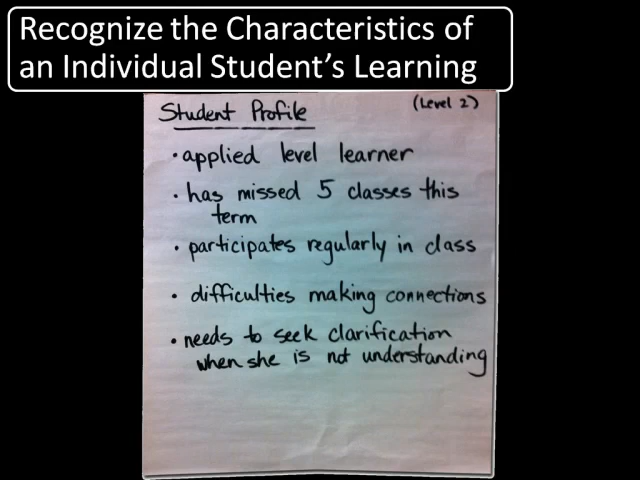 Recognize the Characteristics of
an Individual Student's Learning
Student Profile (Level 2)
• applied level learner
• has missed 5 classes this
term
• participates regularly in class
• difficulties making connections
• needs to seek clarification
when she is not understanding